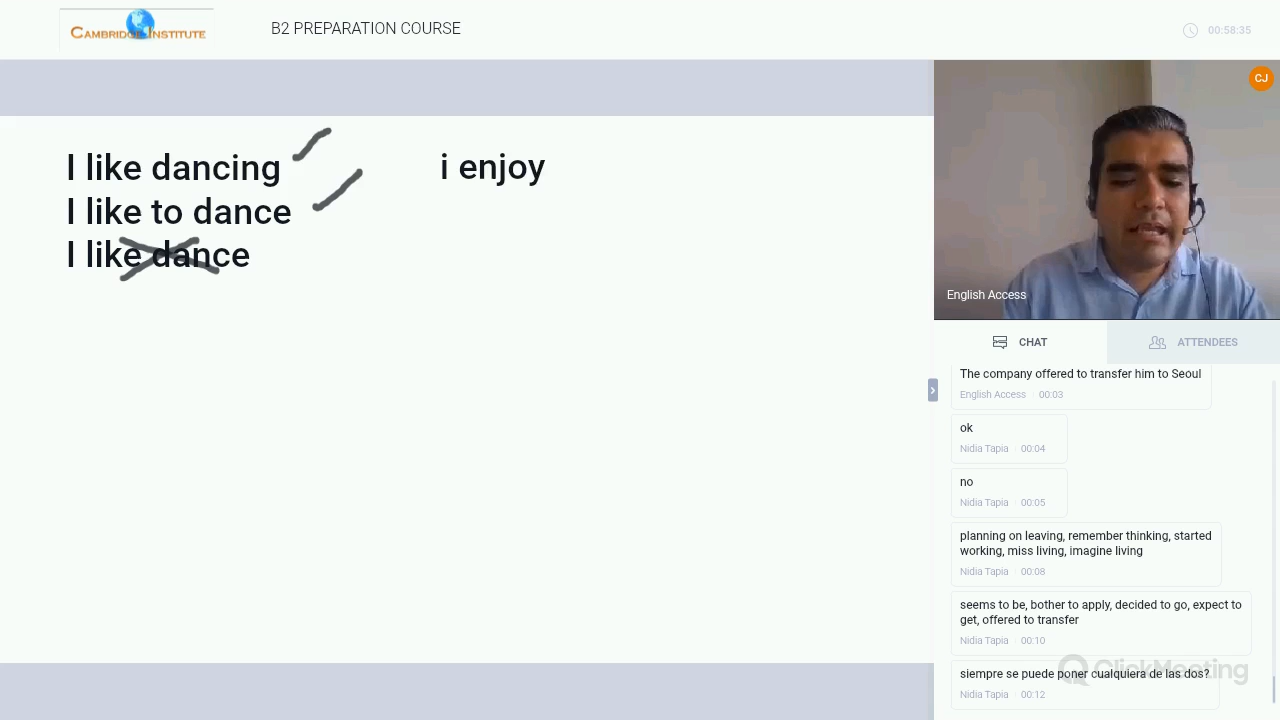 CAMBRIDGE INSTITUTE
B2 PREPARATION COURSE
00:58:35
CJ
I like dancing
i enjoy
I like to dance
I like dance
English Access
CHAT
ATTENDEES
The company offered to transfer him to Seoul
English Access 00:03
ok
Nidia Tapia 00:04
no
Nidia Tapia 00:05
planning on leaving, remember thinking, started
working, miss living, imagine living
Nidia Tapia 00:08
seems to be, bother to apply, decided to go, expect to
get, offered to transfer
Nidia Tapia 00:10
siempre se puede poner cualquiera de las dos?
Nidia Tapia 00:12
ClickMeeting